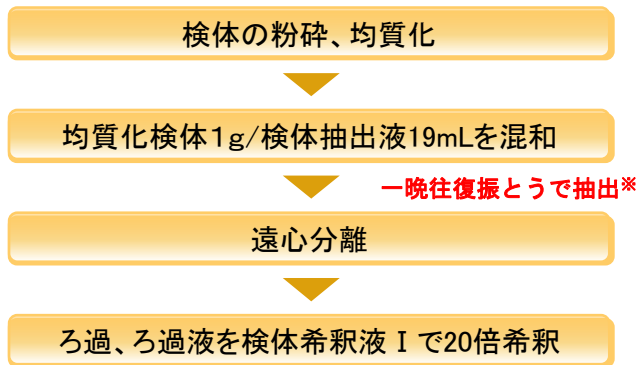 検体の粉砕、均質化
均質化検体1g/検体抽出液19mLを混和
一晩往復振とうで抽出※
遠心分離
ろ過、ろ過液を検体希釈液Ⅰで20倍希釈